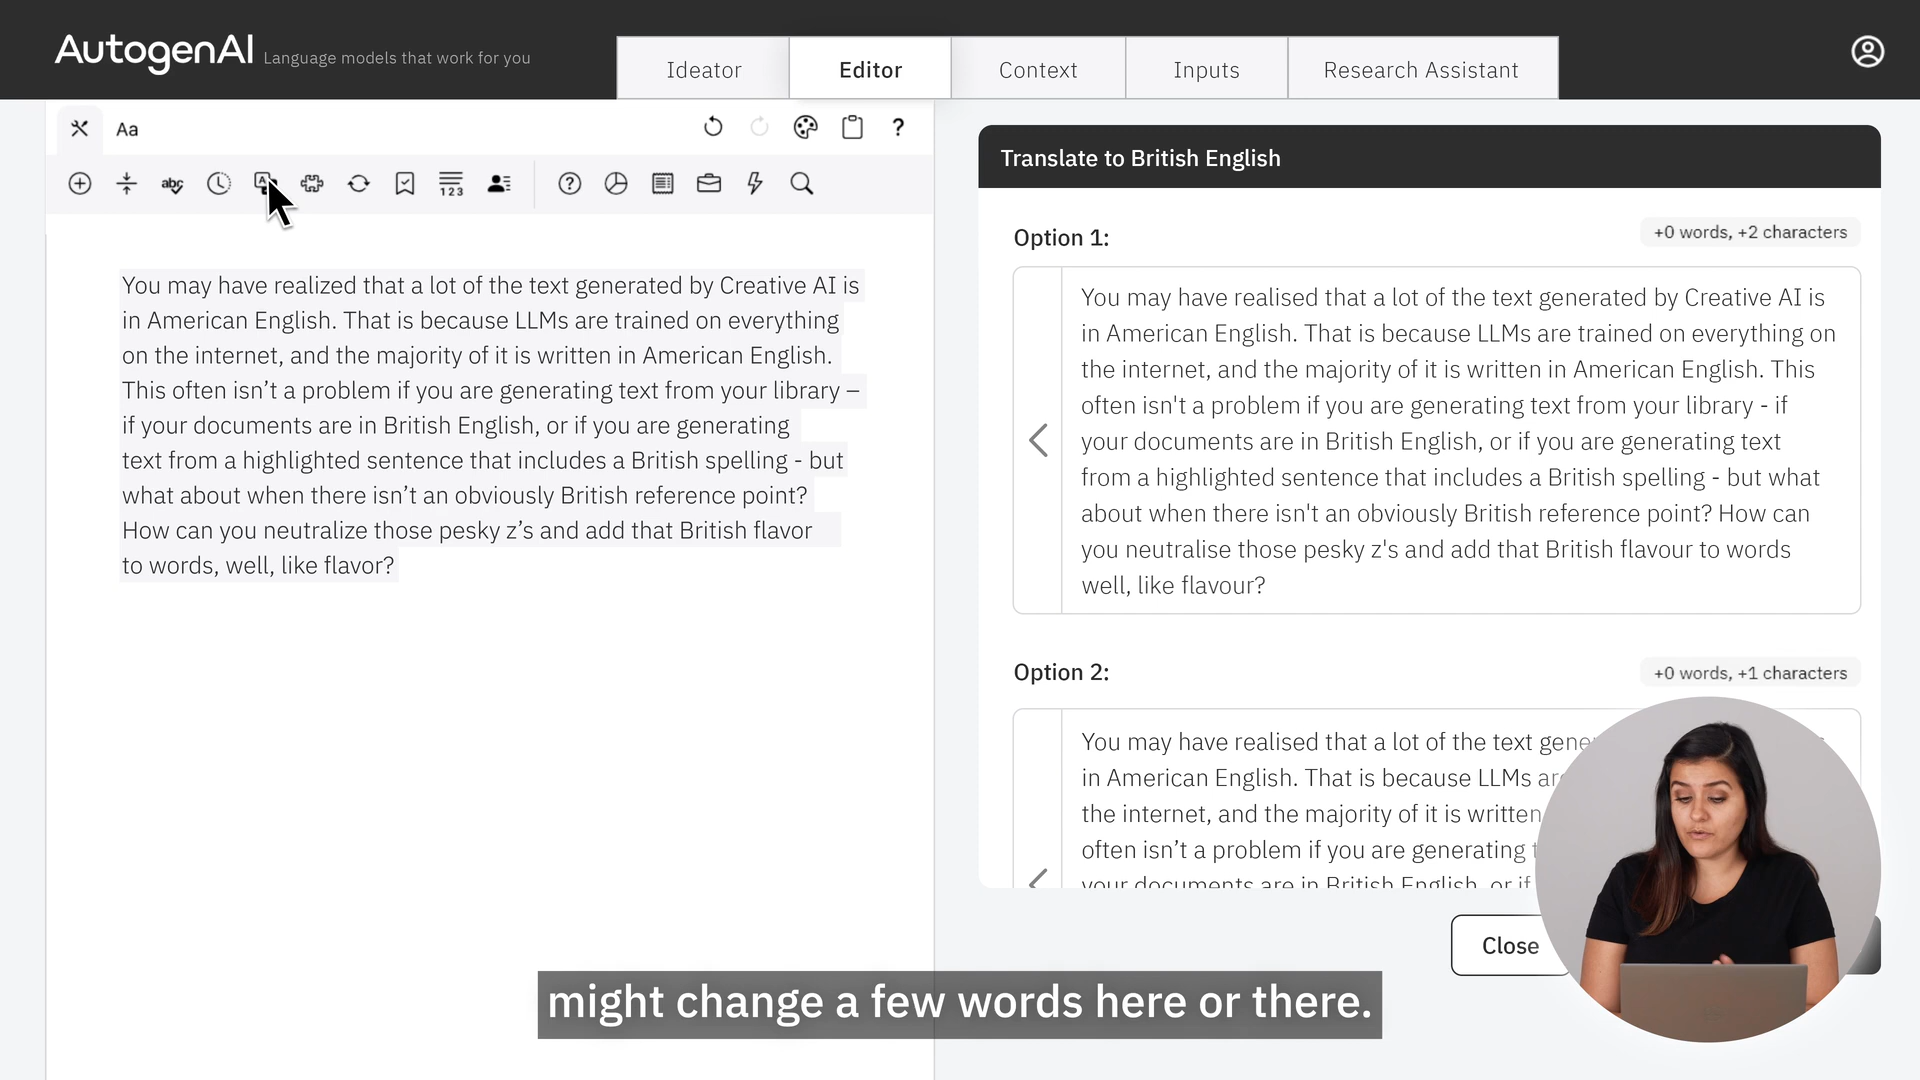 AutogenAI Language models that work for you
Ideator
Editor
Context
Inputs
Research Assistant
Aa
?
abc
A
123
?
You may have realized that a lot of the text generated by Creative AI is
in American English. That is because LLMs are trained on everything
on the internet, and the majority of it is written in American English.
This often isn’t a problem if you are generating text from your library –
if your documents are in British English, or if you are generating
text from a highlighted sentence that includes a British spelling - but
what about when there isn’t an obviously British reference point?
How can you neutralize those pesky z’s and add that British flavor
to words, well, like flavor?
Translate to British English
Option 1:
+0 words, +2 characters
You may have realised that a lot of the text generated by Creative AI is
in American English. That is because LLMs are trained on everything on
the internet, and the majority of it is written in American English. This
often isn't a problem if you are generating text from your library - if
your documents are in British English, or if you are generating text
from a highlighted sentence that includes a British spelling - but what
about when there isn't an obviously British reference point? How can
you neutralise those pesky z's and add that British flavour to words
well, like flavour?
Option 2:
+0 words, +1 characters
You may have realised that a lot of the text
in American English. That is because LLMs
the internet, and the majority of it is written
often isn’t a problem if you are generating
your documents are in British English, or if
Close
might change a few words here or there.